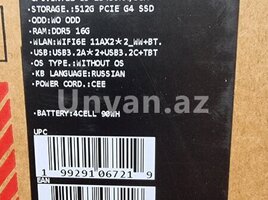 ·STORAGE.:512G PCIE G4 SSD
·ODD:WO ODD
·RAM:DDR5 16G
·WLAN:WIFI6E 11AX2*2_WW+BT.
·USB:USB3.2A*2+USB3.2C+TBT
·OS TYPE:WITHOUT OS
·KB LANGUAGE:RUSSIAN
·POWER CORD:CEE
Unvan.az
·BATTERY:4CELL 90WH
UPC
1 99291 06721 9
EAN